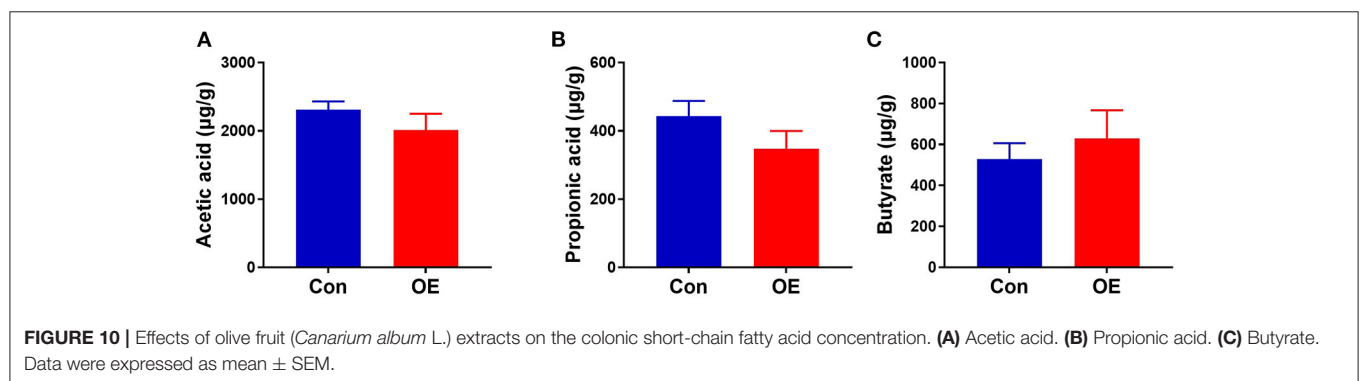 A
Acetic acid (µg/g)
3000
2000
1000
0
Con OE
B
Propionic acid (µg/g)
600
400
200
0
Con OE
C
Butyrate (µg/g)
1000
800
600
400
200
0
Con OE
FIGURE 10 | Effects of olive fruit (Canarium album L.) extracts on the colonic short-chain fatty acid concentration. (A) Acetic acid. (B) Propionic acid. (C) Butyrate.
Data were expressed as mean ± SEM.